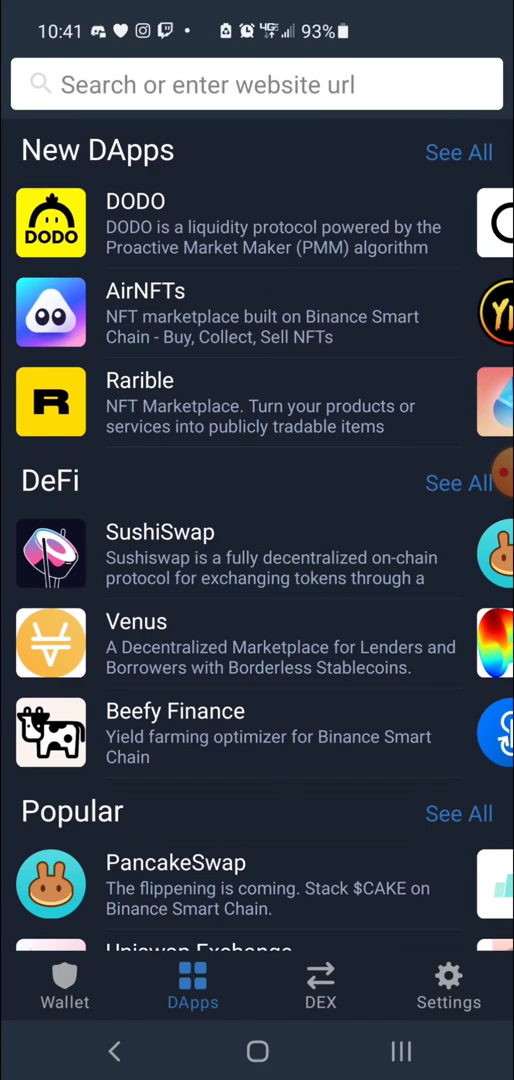 10:41
4GE
93%
Search or enter website url
New DApps
See All
DODO
DODO
DODO is a liquidity protocol powered by the
Proactive Market Maker (PMM) algorithm
AirNFTs
NFT marketplace built on Binance Smart
Chain - Buy, Collect, Sell NFTs
R
Rarible
NFT Marketplace. Turn your products or
services into publicly tradable items
DeFi
See All
SushiSwap
Sushiswap is a fully decentralized on-chain
protocol for exchanging tokens through a
Venus
A Decentralized Marketplace for Lenders and
Borrowers with Borderless Stablecoins.
Beefy Finance
Yield farming optimizer for Binance Smart
Chain
Popular
See All
PancakeSwap
The flippening is coming. Stack $CAKE on
Binance Smart Chain.
Uniswap Exchange
Wallet
DApps
DEX
Settings